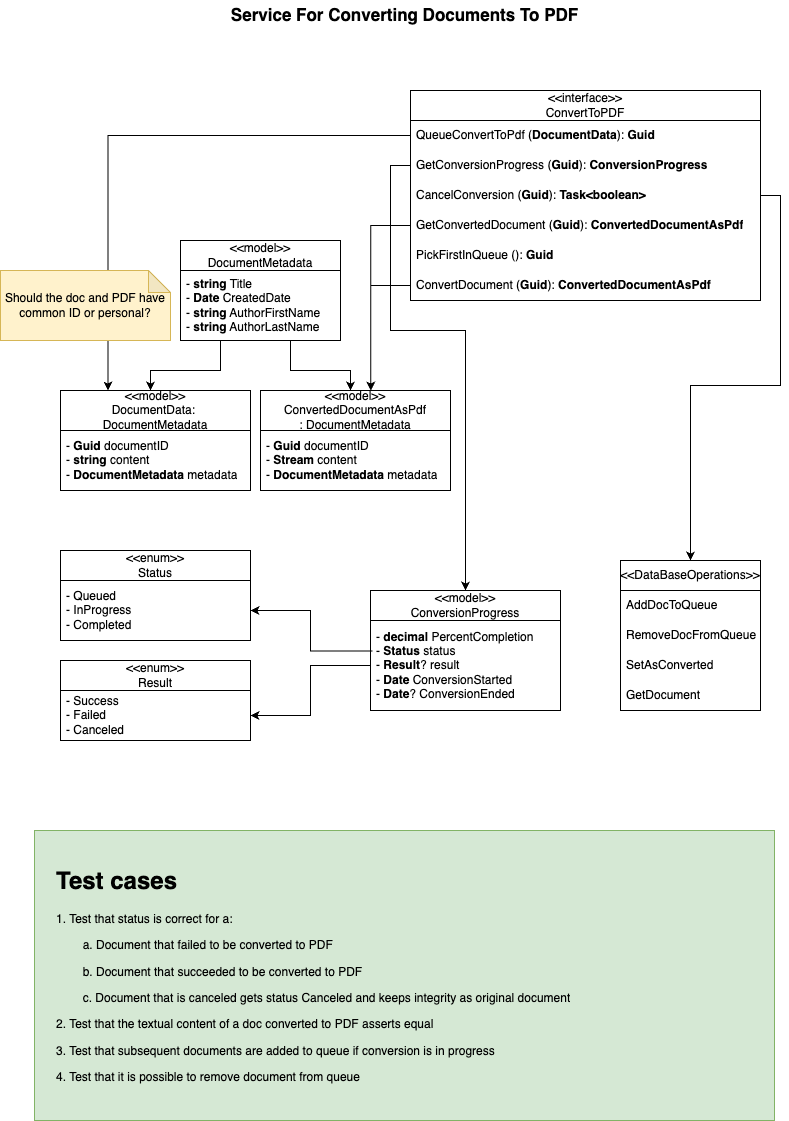 Service For Converting Documents To PDF
<<interface>>
ConvertToPDF
QueueConvertToPdf (DocumentData): Guid
GetConversionProgress (Guid): ConversionProgress
CancelConversion (Guid): Task<boolean>
GetConvertedDocument (Guid): ConvertedDocumentAsPdf
PickFirstInQueue (): Guid
ConvertDocument (Guid): ConvertedDocumentAsPdf
<<model>>
DocumentMetadata
- string Title
- Date CreatedDate
- string AuthorFirstName
- string AuthorLastName
Should the doc and PDF have
common ID or personal?
<<model>>
DocumentData:
DocumentMetadata
- Guid documentID
- string content
- DocumentMetadata metadata
<<model>>
ConvertedDocumentAsPdf
: DocumentMetadata
- Guid documentID
- Stream content
- DocumentMetadata metadata
<<enum>>
Status
- Queued
- InProgress
- Completed
<<enum>>
Result
- Success
- Failed
- Canceled
<<model>>
ConversionProgress
- decimal PercentCompletion
- Status status
- Result? result
- Date ConversionStarted
- Date? ConversionEnded
<<DataBaseOperations>>
AddDocToQueue
RemoveDocFromQueue
SetAsConverted
GetDocument
Test cases
1. Test that status is correct for a:
a. Document that failed to be converted to PDF
b. Document that succeeded to be converted to PDF
c. Document that is canceled gets status Canceled and keeps integrity as original document
2. Test that the textual content of a doc converted to PDF asserts equal
3. Test that subsequent documents are added to queue if conversion is in progress
4. Test that it is possible to remove document from queue